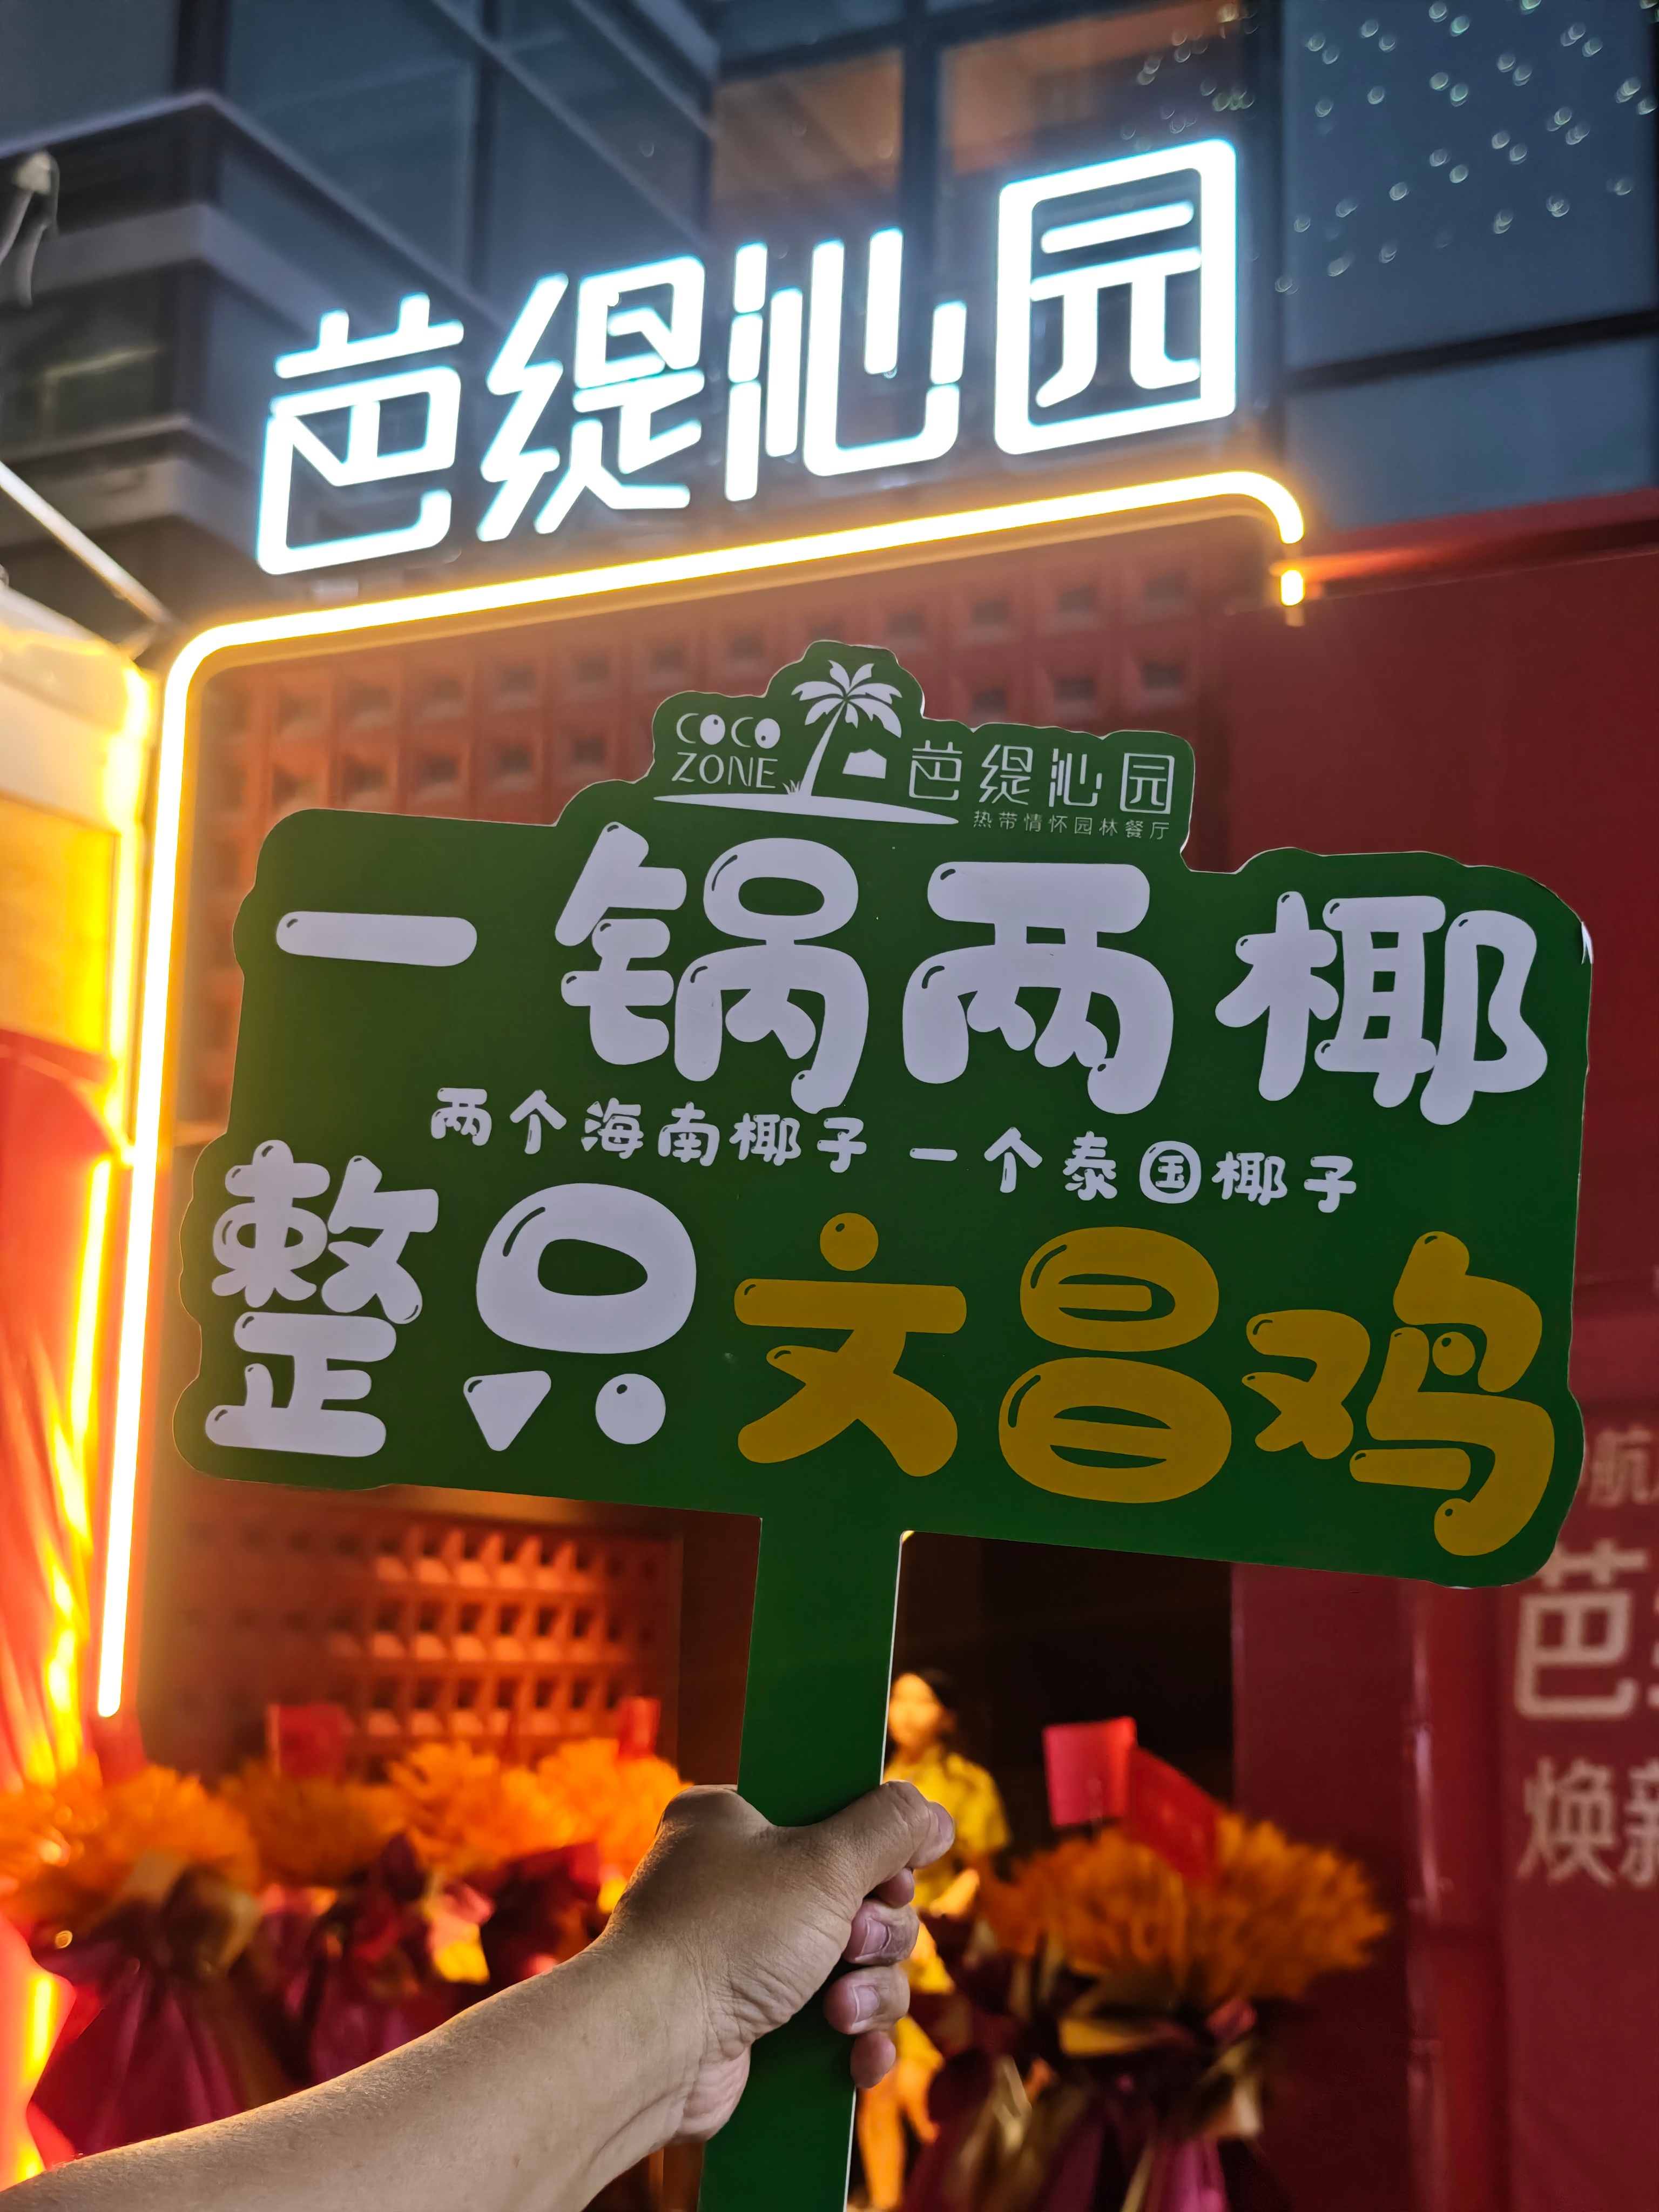 芭缇沁园
COCO
ZONE
芭缇沁园
热带情怀园林餐厅
一锅两椰
两个海南椰子 一个泰国椰子
整只文昌鸡
航
芭
焕新